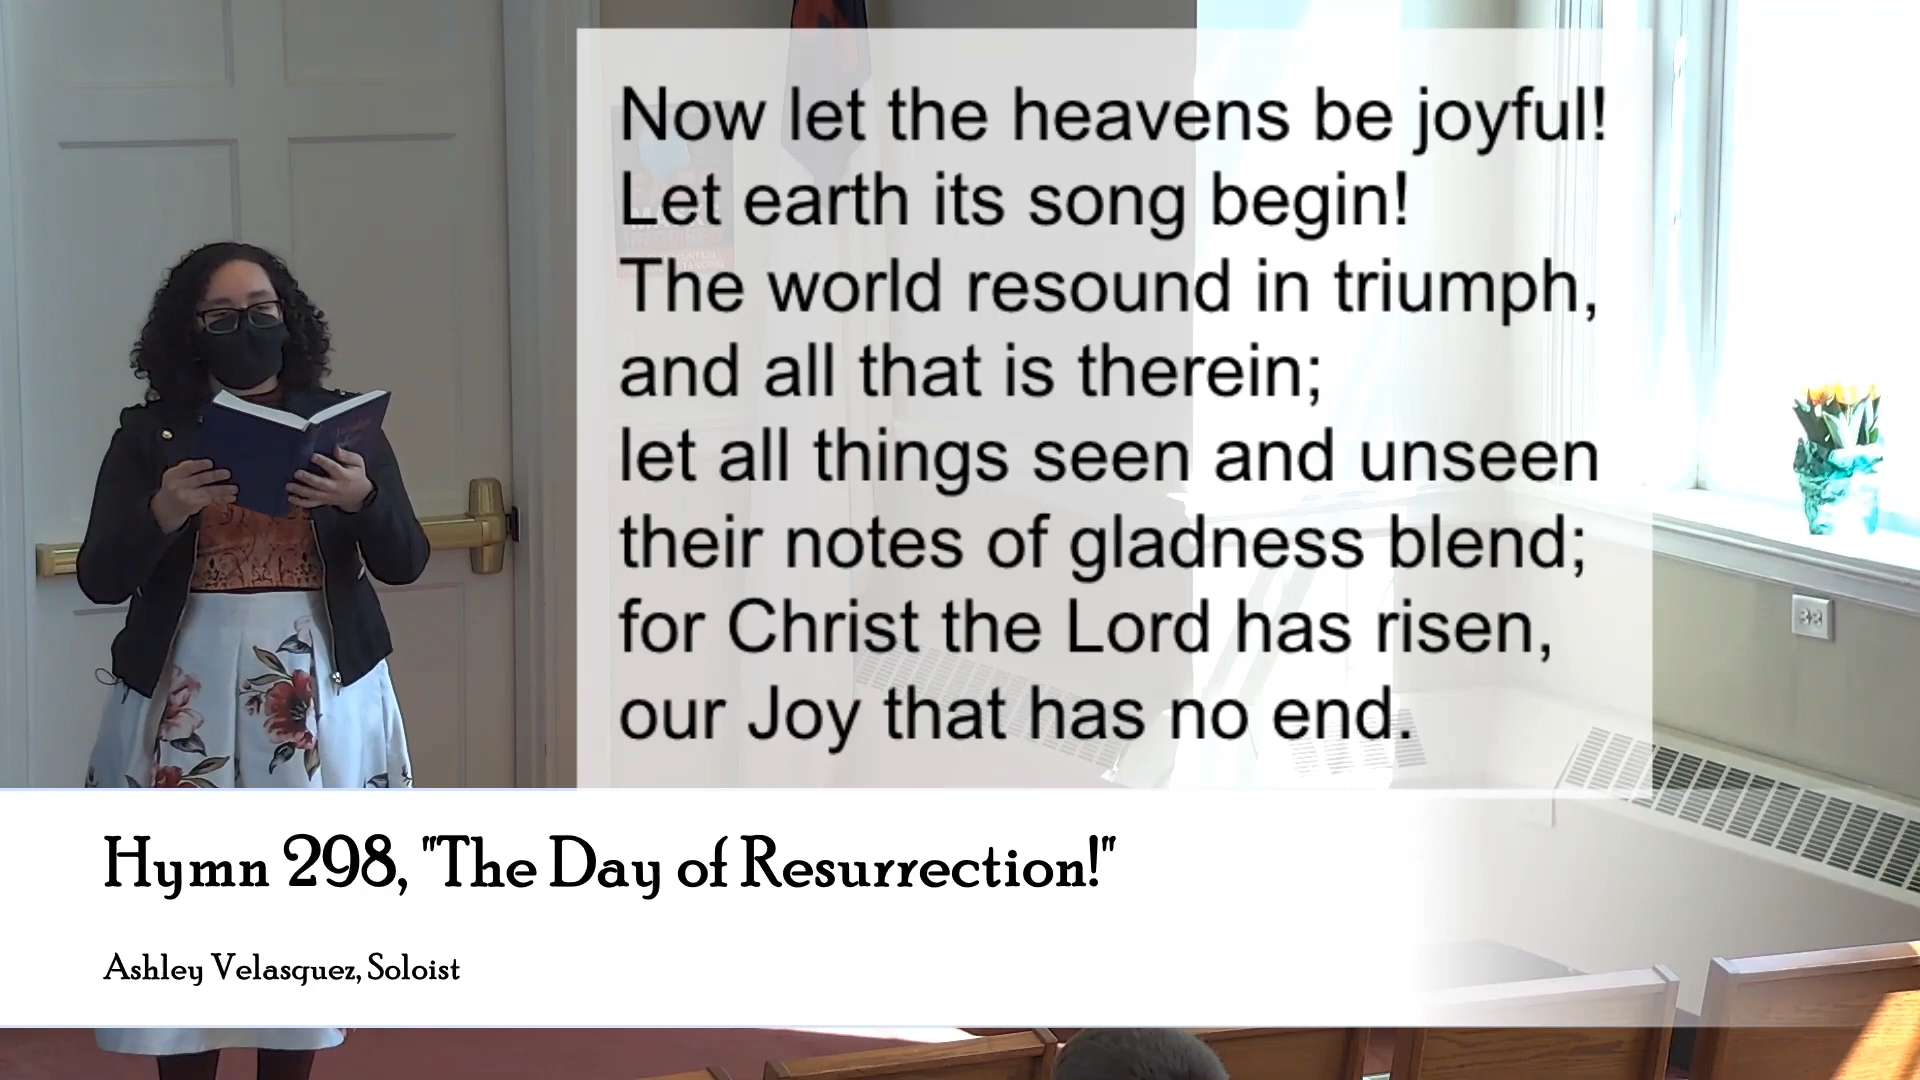 Now let the heavens be joyful!
Let earth its song begin!
The world resound in triumph,
and all that is therein;
let all things seen and unseen
their notes of gladness blend;
for Christ the Lord has risen,
our Joy that has no end.
Hymn 298, "The Day of Resurrection!"
Ashley Velasquez, Soloist